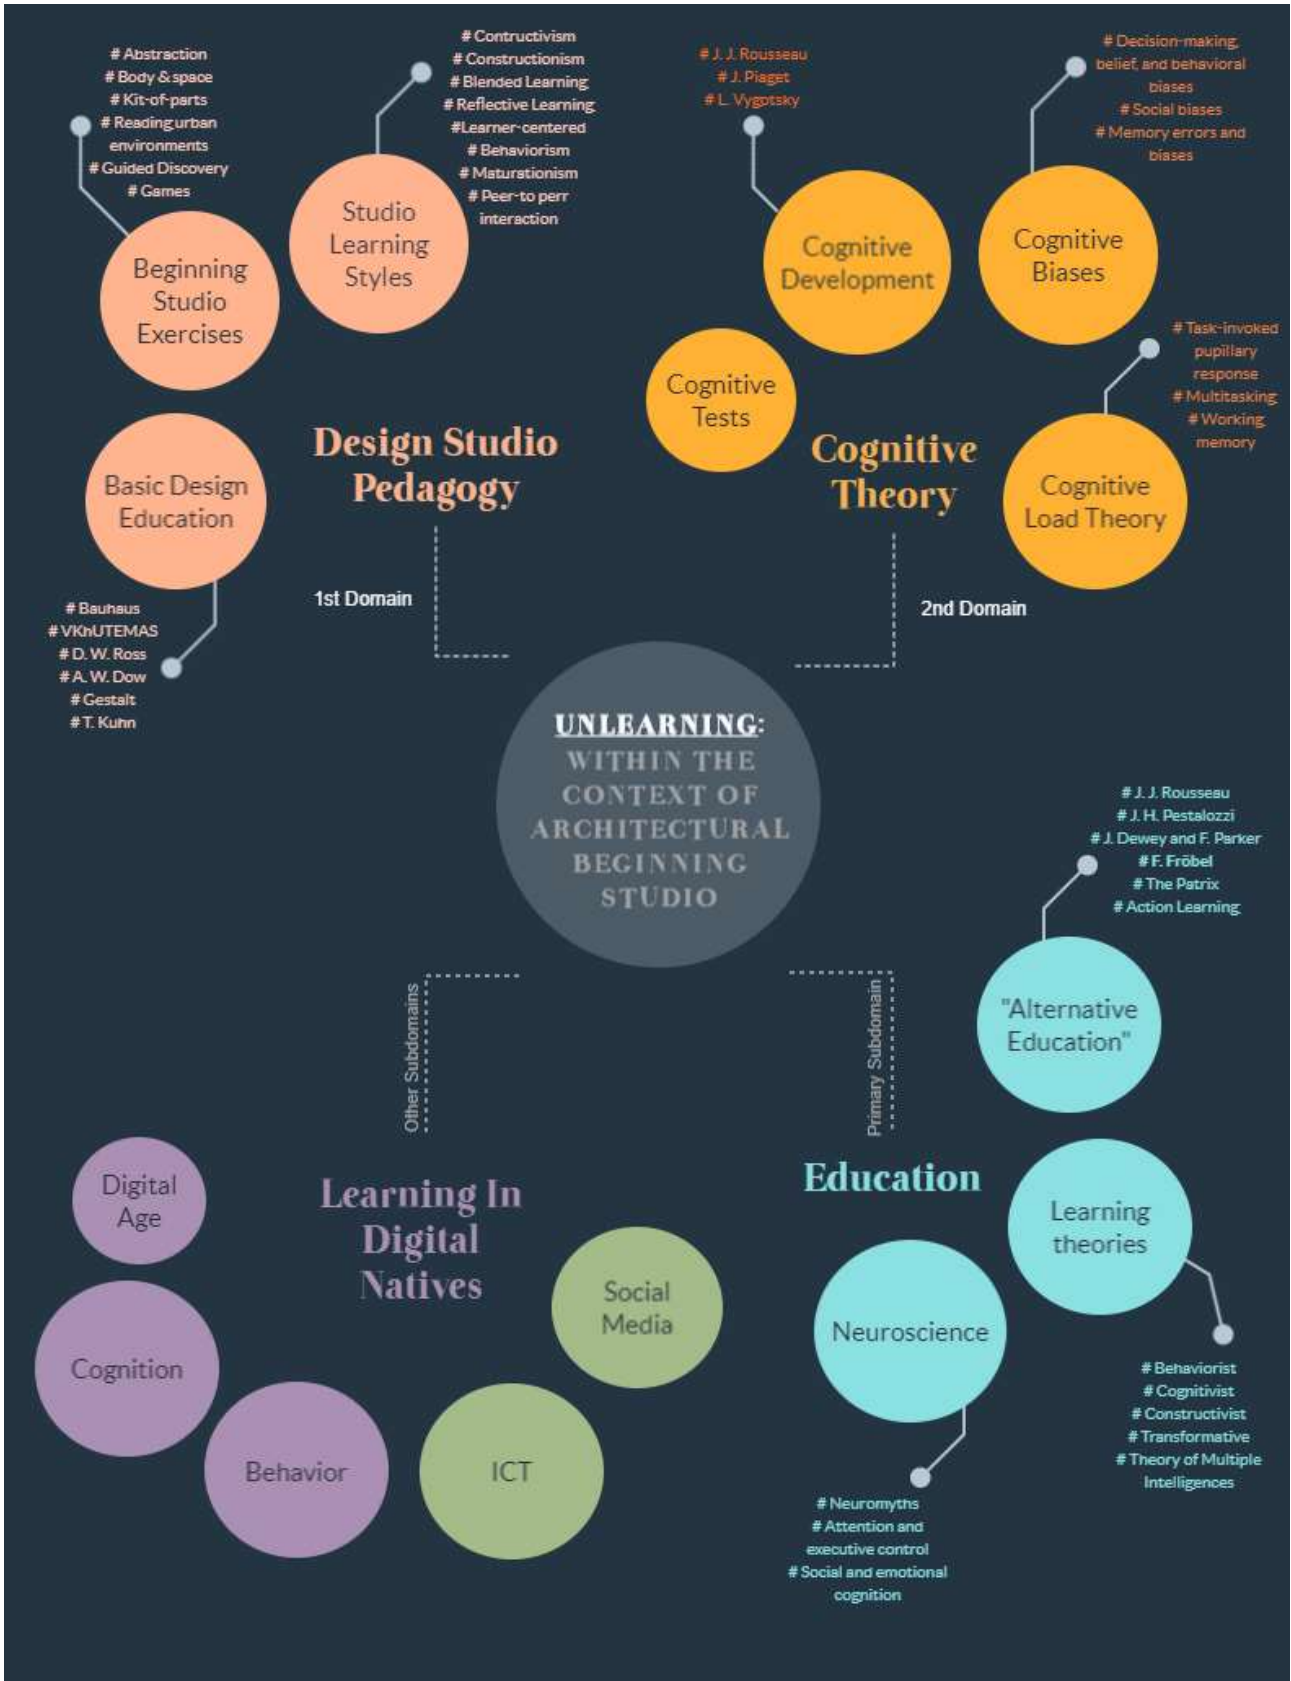 # Abstraction
# Body & space
# Kit-of-parts
# Reading urban
environments
# Guided Discovery
# Games
Beginning
Studio
Exercises
# Contructivism
# Constructionism
# Blended Learning
# Reflective Learning
#Learner-centered
# Behaviorism
# Maturationism
# Peer-to perr
interaction
Studio
Learning
Styles
Basic Design
Education
# Bauhaus
# VKhUTEMAS
# D. W. Ross
# A. W. Dow
# Gestalt
# T. Kuhn
Design Studio
Pedagogy
1st Domain
# J. J. Rousseau
# J. Piaget
# L. Vygotsky
Cognitive
Development
# Decision-making,
belief, and behavioral
biases
# Social biases
# Memory errors and
biases
Cognitive
Biases
Cognitive
Tests
# Task-invoked
pupillary
response
# Multitasking
# Working
memory
Cognitive
Load Theory
Cognitive
Theory
2nd Domain
UNLEARNING:
WITHIN THE
CONTEXT OF
ARCHITECTURAL
BEGINNING
STUDIO
Other Subdomains
Learning In
Digital
Natives
Digital
Age
Cognition
Behavior
ICT
Social
Media
Primary Subdomain
Education
# J. J. Rousseau
# J. H. Pestalozzi
# J. Dewey and F. Parker
# F. Fröbel
# The Patrix
# Action Learning
"Alternative
Education"
Learning
theories
# Behaviorist
# Cognitivist
# Constructivist
# Transformative
# Theory of Multiple
Intelligences
Neuroscience
# Neuromyths
# Attention and
executive control
# Social and emotional
cognition